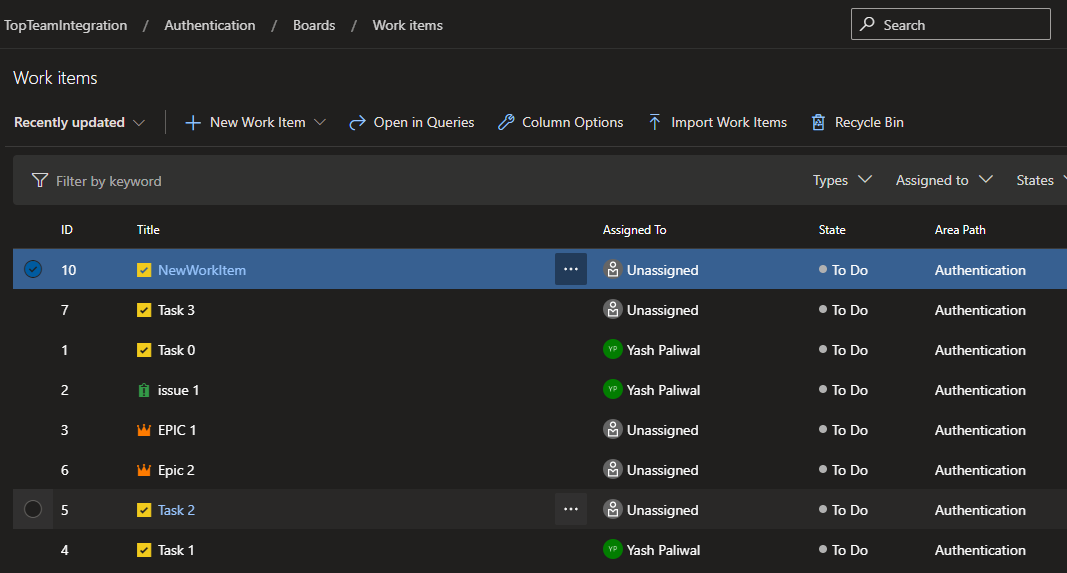 TopTeamIntegration / Authentication / Boards / Work items Search
Work items
Recently updated New Work Item Open in Queries Column Options Import Work Items Recycle Bin
Filter by keyword Types Assigned to States
ID Title Assigned To State Area Path
10 NewWorkItem ... Unassigned To Do Authentication
7 Task 3 Unassigned To Do Authentication
1 Task 0 YP Yash Paliwal To Do Authentication
2 issue 1 YP Yash Paliwal To Do Authentication
3 EPIC 1 Unassigned To Do Authentication
6 Epic 2 Unassigned To Do Authentication
5 Task 2 ... Unassigned To Do Authentication
4 Task 1 YP Yash Paliwal To Do Authentication